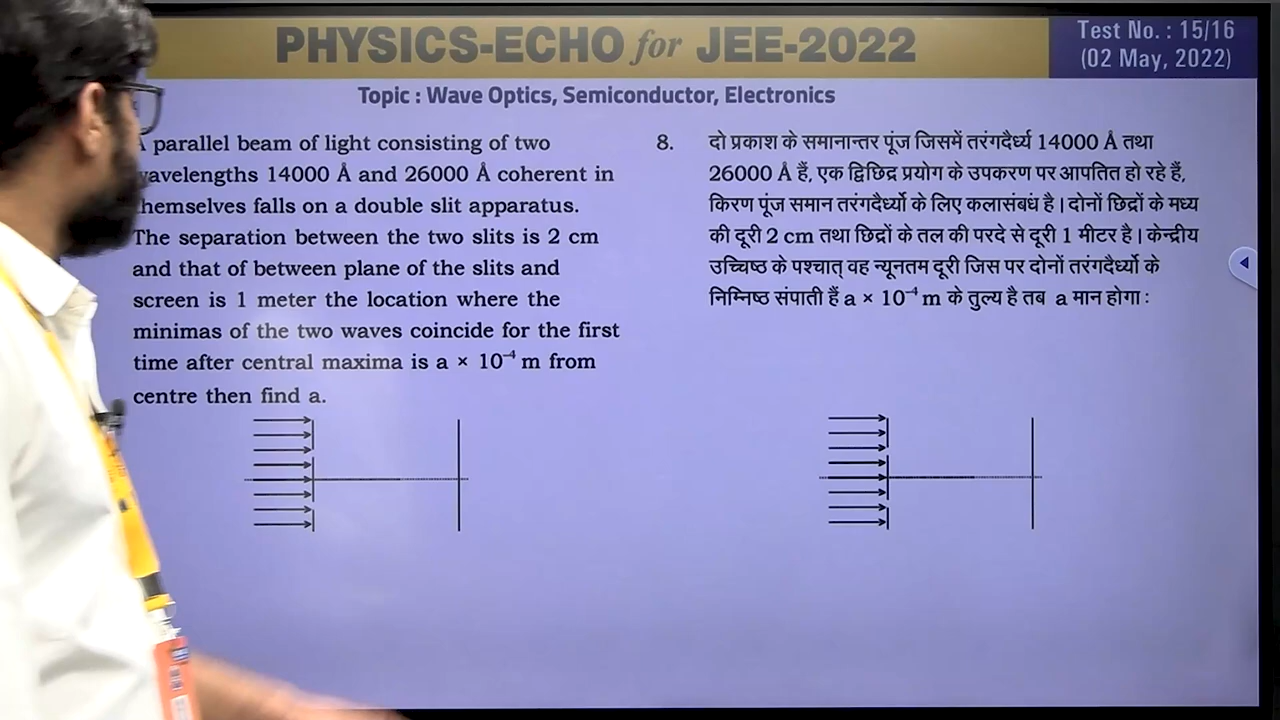 PHYSICS-ECHO for JEE-2022
Test No. : 15/16
(02 May, 2022)
Topic : Wave Optics, Semiconductor, Electronics
parallel beam of light consisting of two
wavelengths 14000 Å and 26000 Å coherent in
themselves falls on a double slit apparatus.
The separation between the two slits is 2 cm
and that of between plane of the slits and
screen is 1 meter the location where the
minimas of the two waves coincide for the first
time after central maxima is a × 10⁻⁴ m from
centre then find a.
8. दो प्रकाश के समानान्तर पूंज जिसमें तरंगदैर्ध्य 14000 Å तथा
26000 Å हैं, एक द्विछिद्र प्रयोग के उपकरण पर आपतित हो रहे हैं,
किरण पूंज समान तरंगदैर्ध्यो के लिए कलासंबध है। दोनों छिद्रों के मध्य
की दूरी 2 cm तथा छिद्रों के तल की परदे से दूरी 1 मीटर है। केन्द्रीय
उच्चिष्ठ के पश्चात् वह न्यूनतम दूरी जिस पर दोनों तरंगदैर्ध्यो के
निम्निष्ठ संपाती हैं a × 10⁻⁴ m के तुल्य है तब a मान होगा :